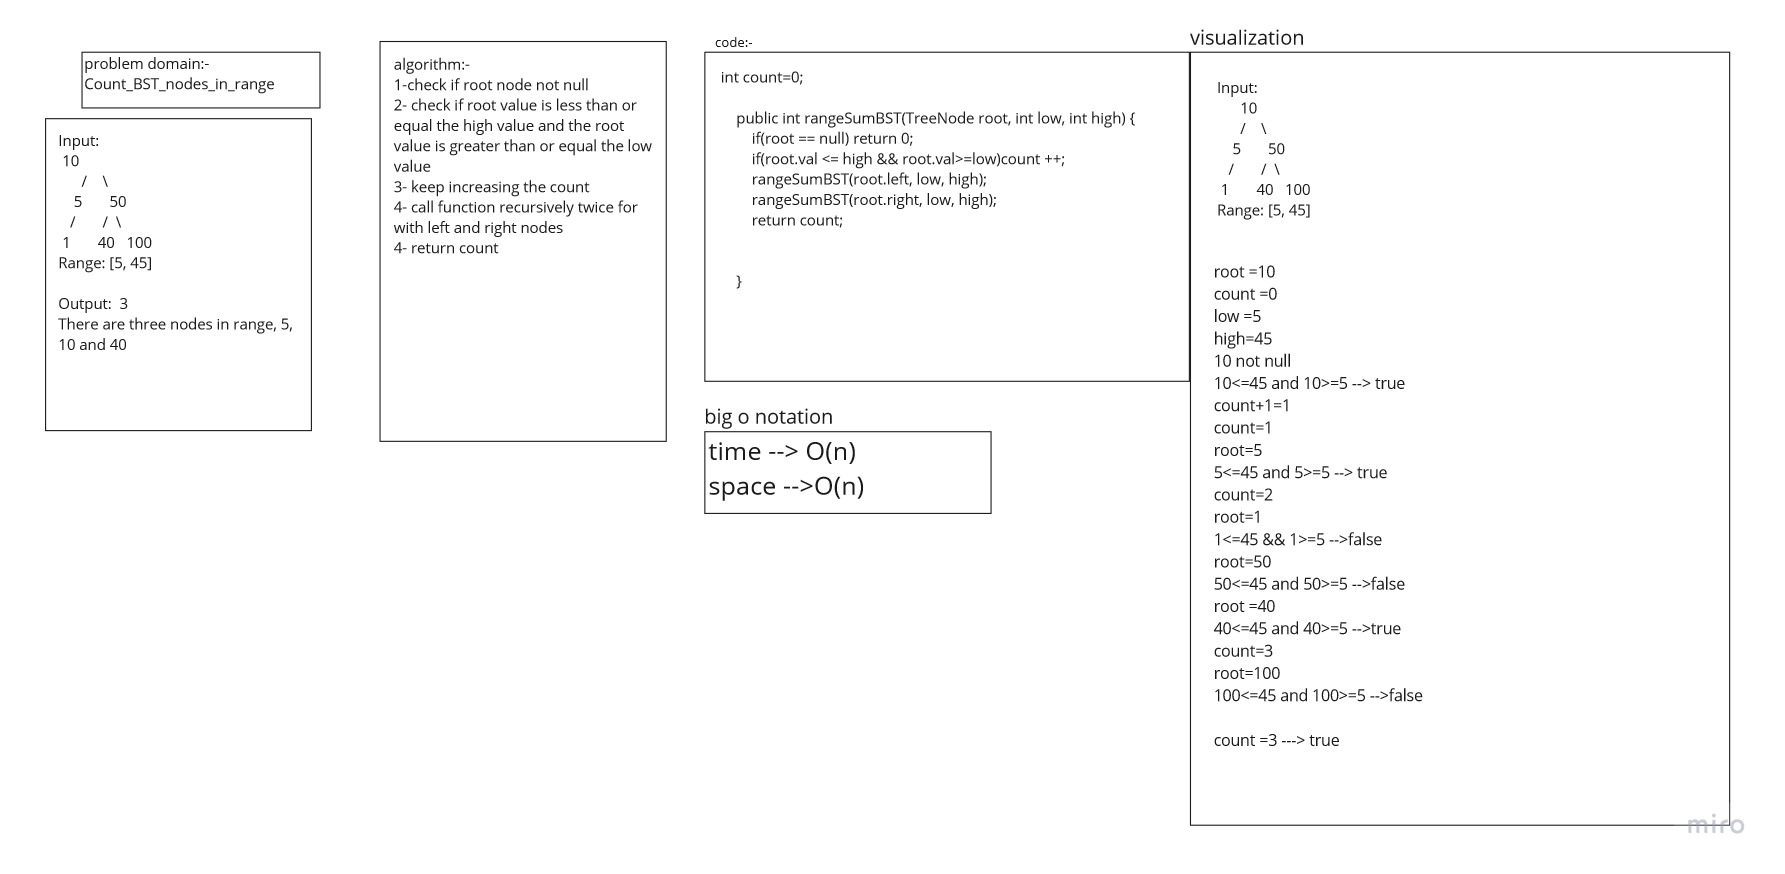 problem domain:-
Count_BST_nodes_in_range
Input:
10
/ \
5 50
/ / \
1 40 100
Range: [5, 45]
Output: 3
There are three nodes in range, 5,
10 and 40
algorithm:-
1-check if root node not null
2- check if root value is less than or
equal the high value and the root
value is greater than or equal the low
value
3- keep increasing the count
4- call function recursively twice for
with left and right nodes
4- return count
code:-
int count=0;
public int rangeSumBST(TreeNode root, int low, int high) {
if(root == null) return 0;
if(root.val <= high && root.val>=low)count ++;
rangeSumBST(root.left, low, high);
rangeSumBST(root.right, low, high);
return count;
}
big o notation
time --> O(n)
space -->O(n)
visualization
Input:
10
/ \
5 50
/ / \
1 40 100
Range: [5, 45]
root =10
count =0
low =5
high=45
10 not null
10<=45 and 10>=5 --> true
count+1=1
count=1
root=5
5<=45 and 5>=5 --> true
count=2
root=1
1<=45 && 1>=5 -->false
root=50
50<=45 and 50>=5 -->false
root =40
40<=45 and 40>=5 -->true
count=3
root=100
100<=45 and 100>=5 -->false
count =3 ---> true
miro